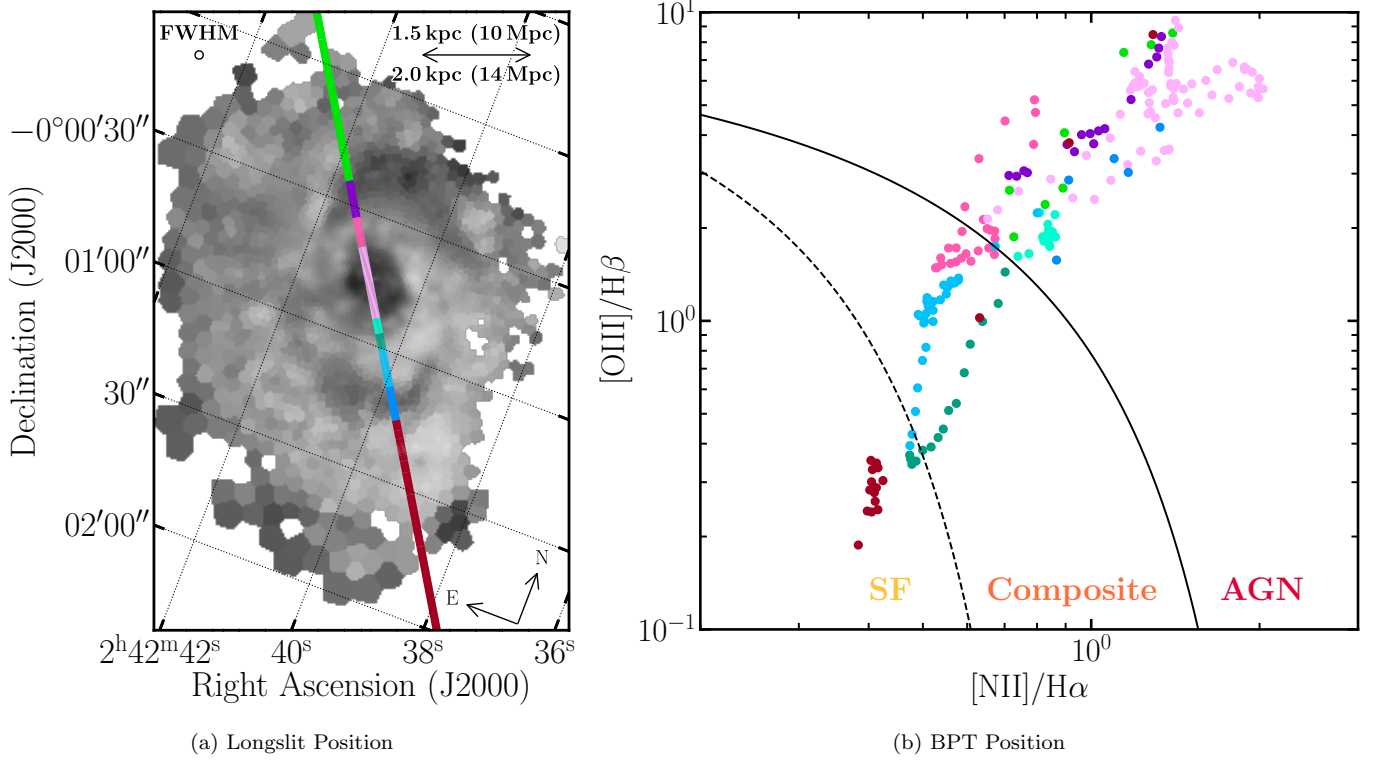 FWHM
1.5 kpc (10 Mpc)
2.0 kpc (14 Mpc)
−0°00′30″
01′00″
30″
02′00″
Declination (J2000)
N
E
2ʰ42ᵐ42ˢ 40ˢ 38ˢ 36ˢ
Right Ascension (J2000)
(a) Longslit Position
10¹
10⁰
10⁻¹
[OIII]/Hβ
SF Composite AGN
10⁰
[NII]/Hα
(b) BPT Position